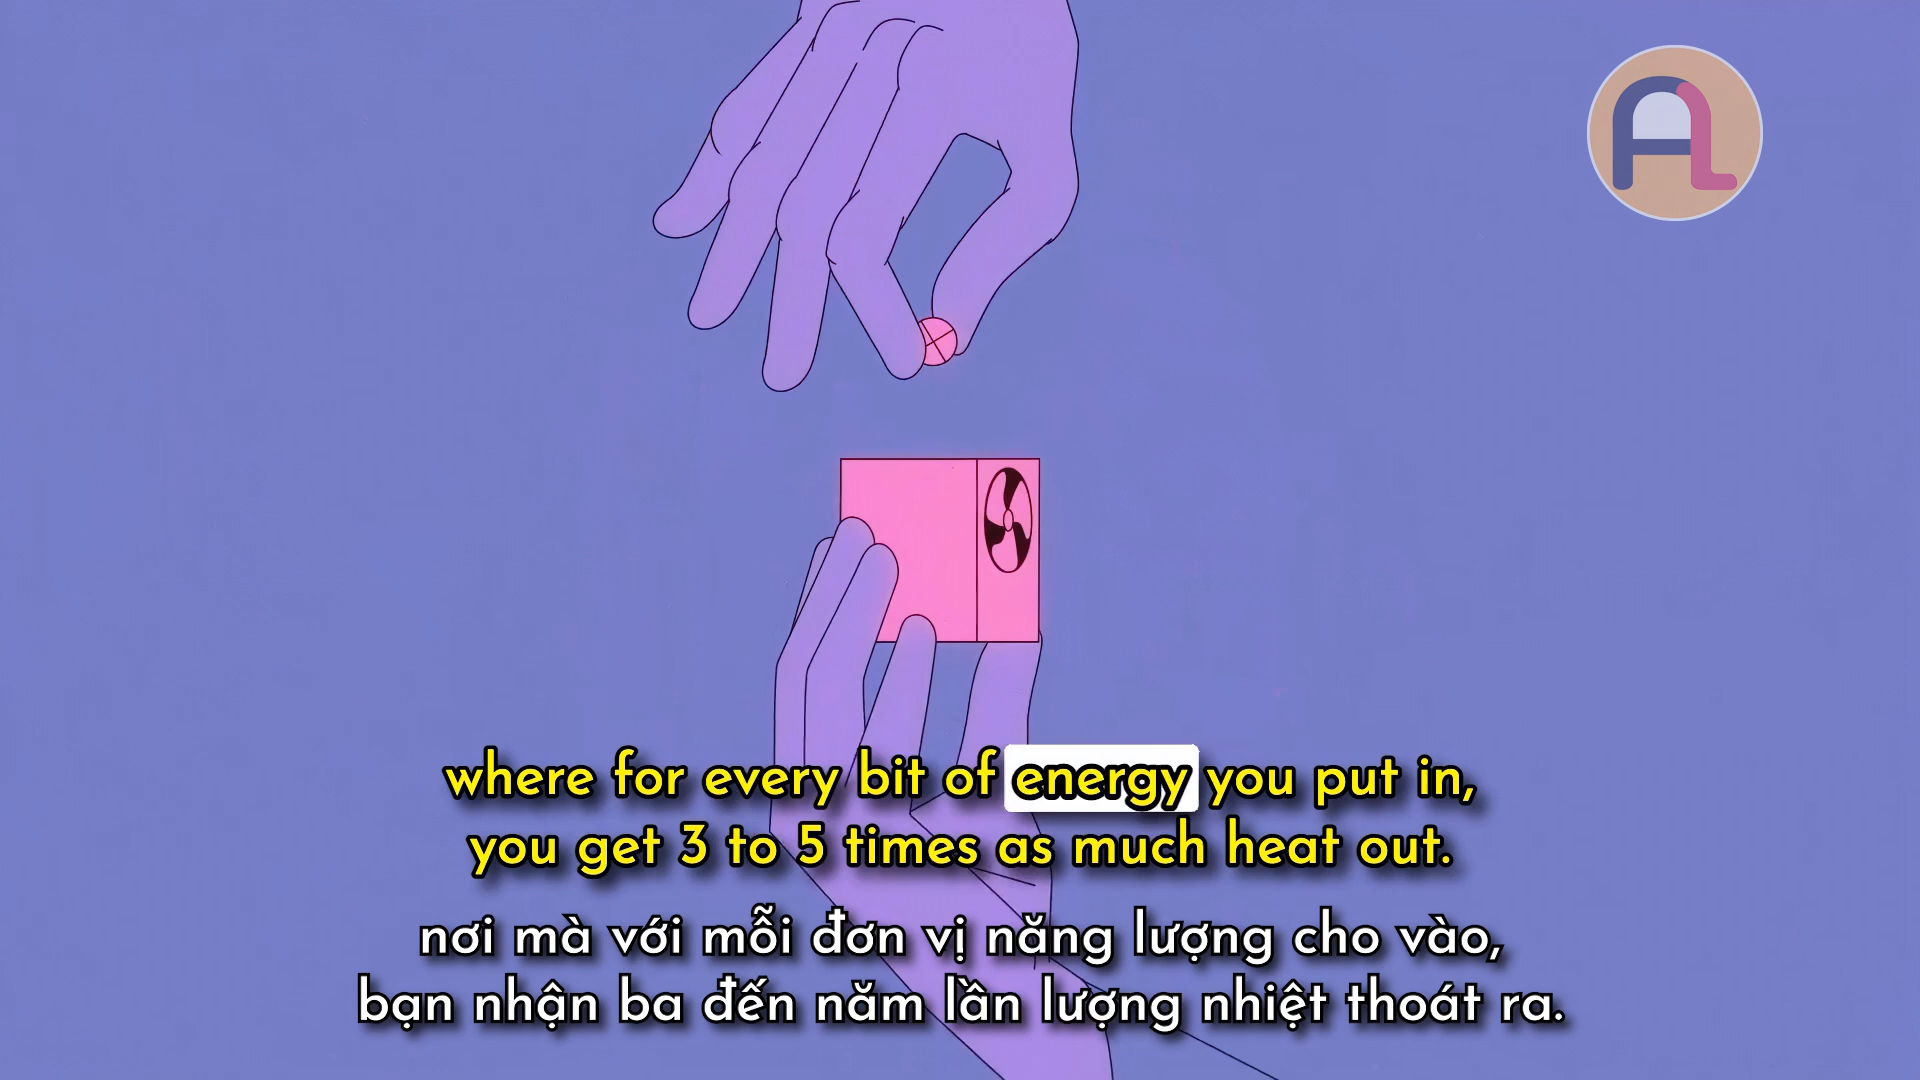 AL
where for every bit of energy you put in,
you get 3 to 5 times as much heat out.
nơi mà với mỗi đơn vị năng lượng cho vào,
bạn nhận ba đến năm lần lượng nhiệt thoát ra.